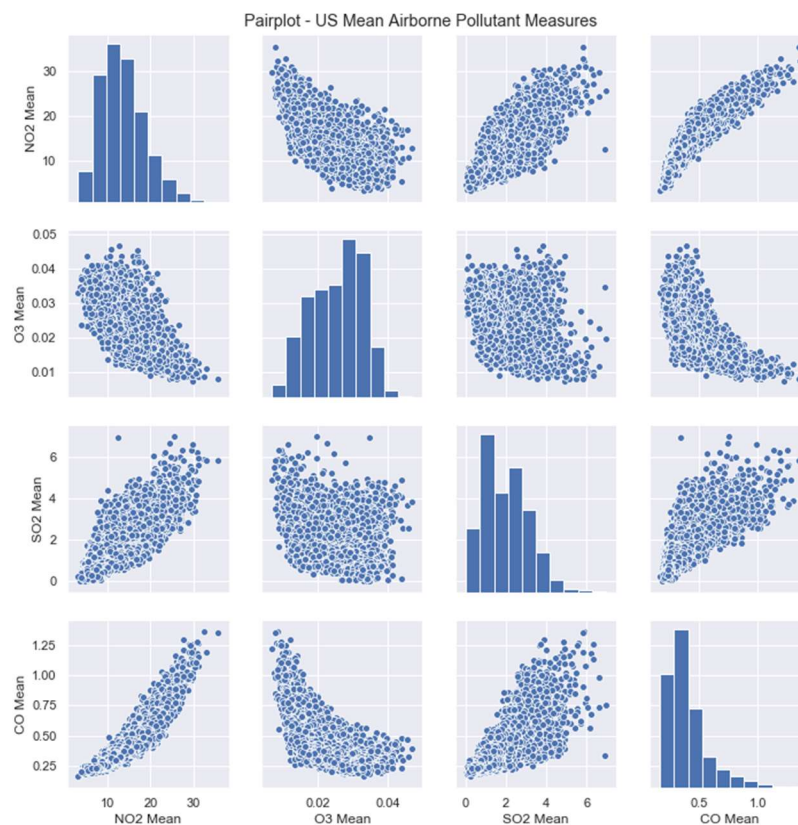 Pairplot - US Mean Airborne Pollutant Measures
NO2 Mean
30
20
10
O3 Mean
0.05
0.04
0.03
0.02
0.01
SO2 Mean
6
4
2
0
CO Mean
1.25
1.00
0.75
0.50
0.25
10 20 30
0.02 0.04
0 2 4 6
0.5 1.0
NO2 Mean
O3 Mean
SO2 Mean
CO Mean